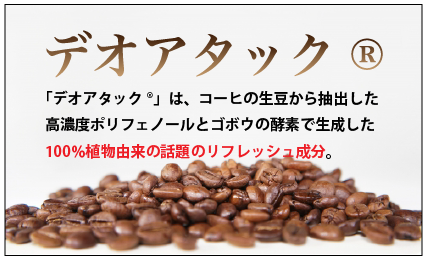 デオアタック ®
「デオアタック ®」は、コーヒの生豆から抽出した
高濃度ポリフェノールとゴボウの酵素で生成した
100%植物由来の話題のリフレッシュ成分。